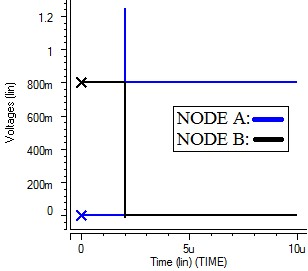 1.2
1
800m
600m
400m
200m
0
Voltages (lin)
NODE A:
NODE B:
0 5u 10u
Time (lin) (TIME)